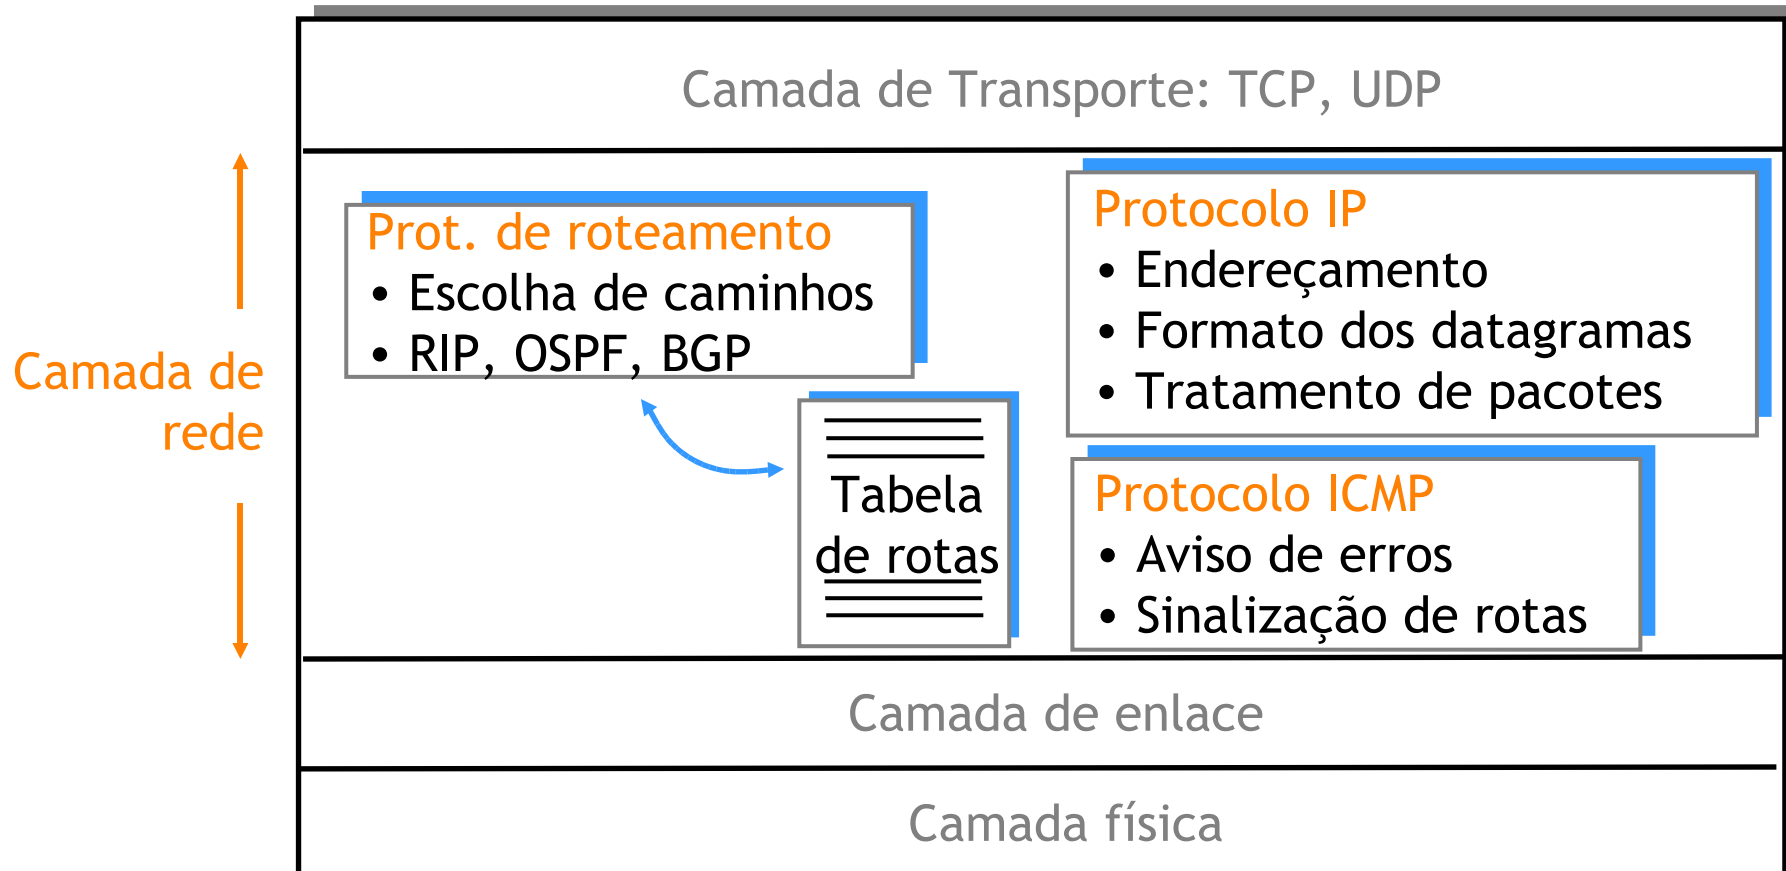 Camada de Transporte: TCP, UDP
Camada de
rede
Prot. de roteamento
• Escolha de caminhos
• RIP, OSPF, BGP
Tabela
de rotas
Protocolo IP
• Endereçamento
• Formato dos datagramas
• Tratamento de pacotes
Protocolo ICMP
• Aviso de erros
• Sinalização de rotas
Camada de enlace
Camada física